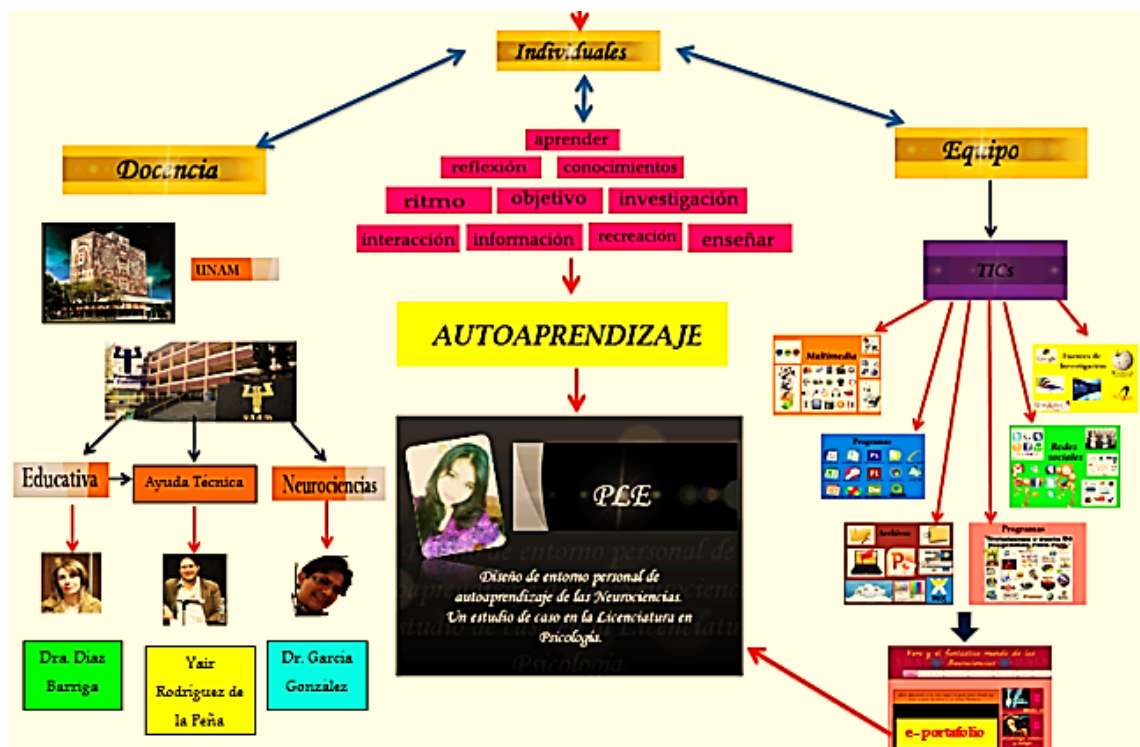 Individuales
Docencia
Equipo
aprender
reflexión conocimientos
ritmo objetivo investigación
interacción información recreación enseñar
UNAM
TICs
AUTOAPRENDIZAJE
Multimedia
Google
Fuentes de
Investigación
Programas
Redes
sociales
Archivos
Programas
Educativa
Ayuda Técnica
Neurociencias
PLE
Diseño de entorno personal de
autoaprendizaje de las Neurociencias.
Un estudio de caso en la Licenciatura en
Psicología.
Dra. Díaz
Barriga
Yair
Rodríguez de
la Peña
Dr. García
González
e-portafolio